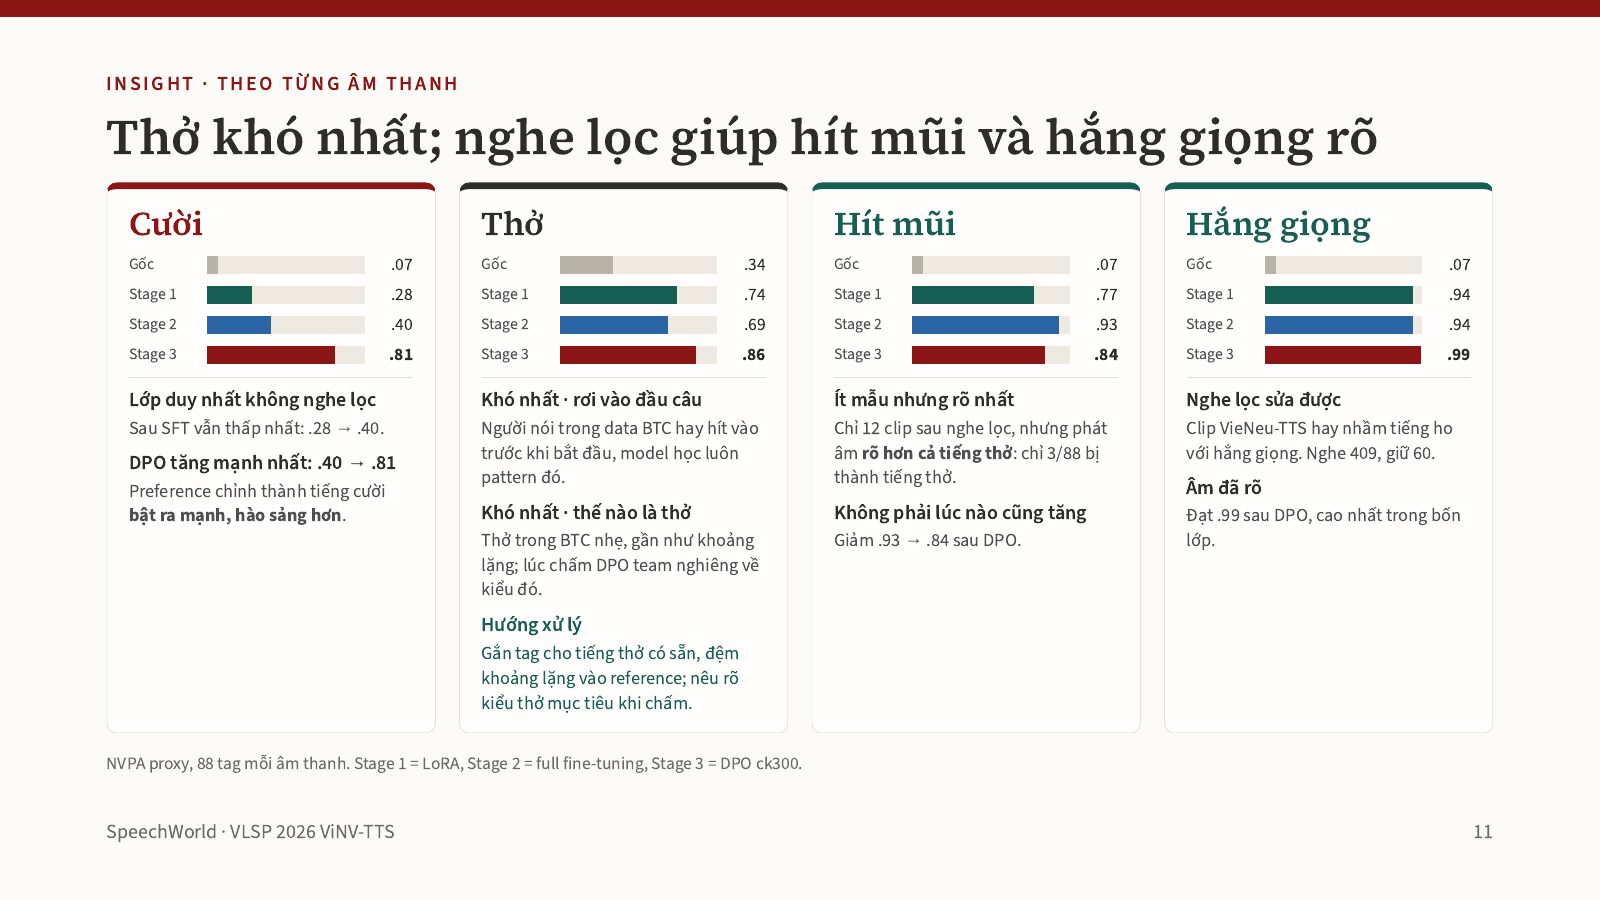 INSIGHT · THEO TỪNG ÂM THANH
Thở khó nhất; nghe lọc giúp hít mũi và hắng giọng rõ
Cười
Gốc .07
Stage 1 .28
Stage 2 .40
Stage 3 .81
Lớp duy nhất không nghe lọc
Sau SFT vẫn thấp nhất: .28 → .40.
DPO tăng mạnh nhất: .40 → .81
Preference chỉnh thành tiếng cười
bật ra mạnh, hào sảng hơn.
Thở
Gốc .34
Stage 1 .74
Stage 2 .69
Stage 3 .86
Khó nhất · rơi vào đầu câu
Người nói trong data BTC hay hít vào
trước khi bắt đầu, model học luôn
pattern đó.
Khó nhất · thế nào là thở
Thở trong BTC nhẹ, gần như khoảng
lặng; lúc chấm DPO team nghiêng về
kiểu đó.
Hướng xử lý
Gắn tag cho tiếng thở có sẵn, đệm
khoảng lặng vào reference; nêu rõ
kiểu thở mục tiêu khi chấm.
Hít mũi
Gốc .07
Stage 1 .77
Stage 2 .93
Stage 3 .84
Ít mẫu nhưng rõ nhất
Chỉ 12 clip sau nghe lọc, nhưng phát
âm rõ hơn cả tiếng thở: chỉ 3/88 bị
thành tiếng thở.
Không phải lúc nào cũng tăng
Giảm .93 → .84 sau DPO.
Hắng giọng
Gốc .07
Stage 1 .94
Stage 2 .94
Stage 3 .99
Nghe lọc sửa được
Clip VieNeu-TTS hay nhầm tiếng ho
với hắng giọng. Nghe 409, giữ 60.
Âm đã rõ
Đạt .99 sau DPO, cao nhất trong bốn
lớp.
NVPA proxy, 88 tag mỗi âm thanh. Stage 1 = LoRA, Stage 2 = full fine-tuning, Stage 3 = DPO ck300.
SpeechWorld · VLSP 2026 ViNV-TTS
11